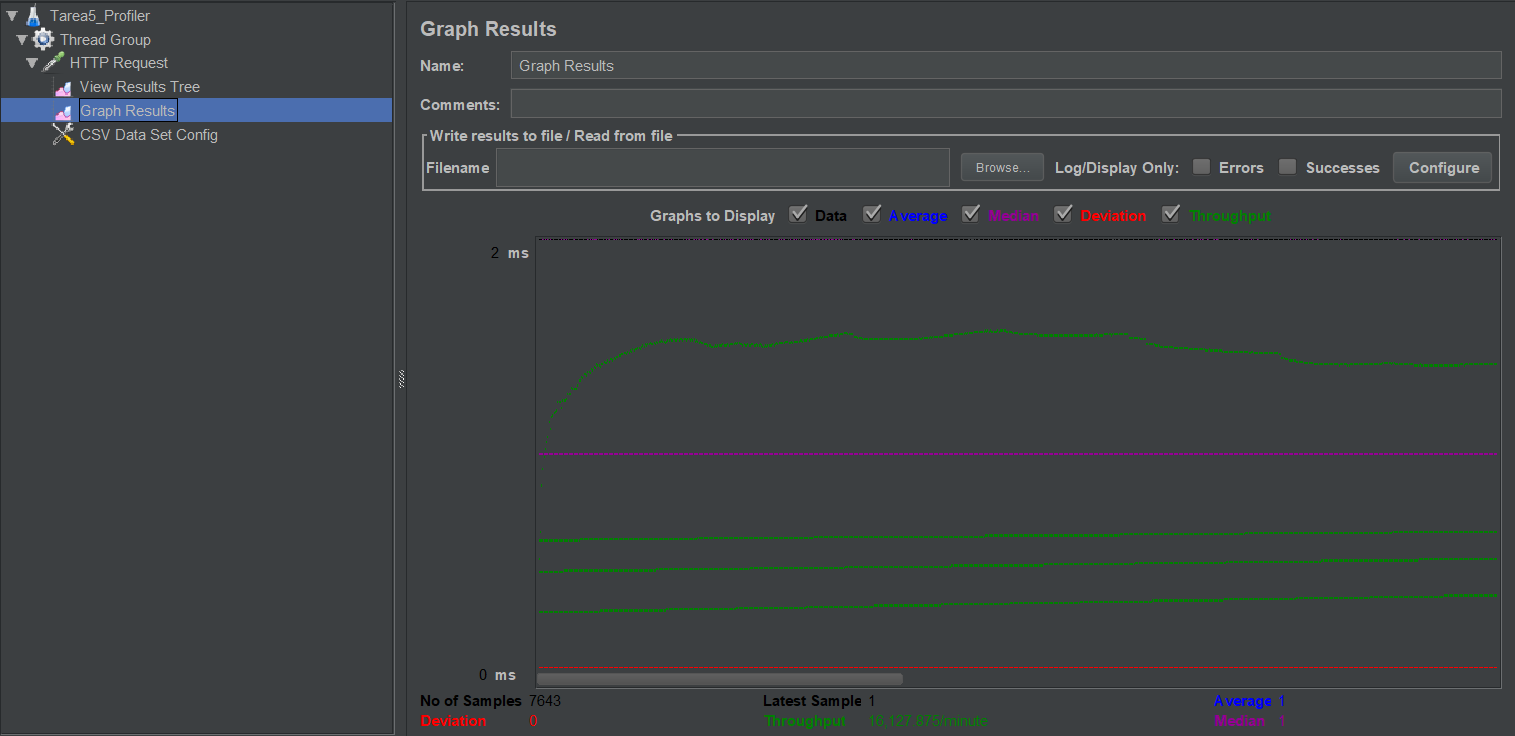 Tarea5_Profiler
Thread Group
HTTP Request
View Results Tree
Graph Results
CSV Data Set Config
Graph Results
Name: Graph Results
Comments:
Write results to file / Read from file
Filename Browse... Log/Display Only: Errors Successes Configure
Graphs to Display Data Average Median Deviation Throughput
2 ms
0 ms
No of Samples 7643 Latest Sample 1 Average 1
Deviation 0 Throughput 16,127.875/minute Median 1